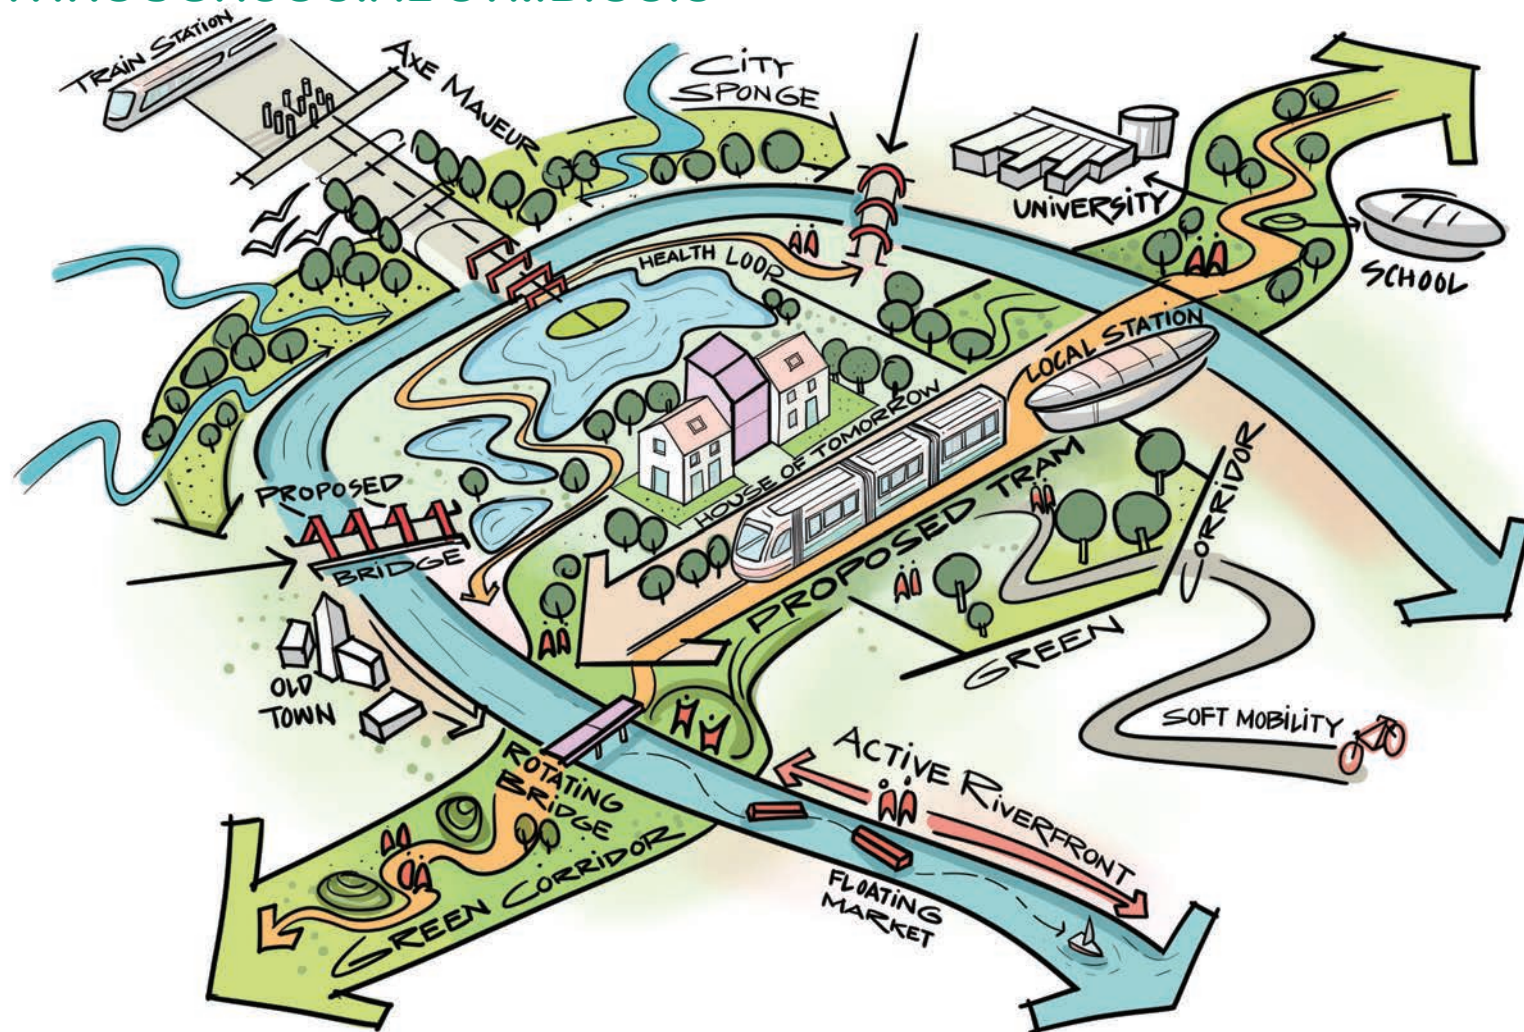 TRAIN STATION
AXE MAJEUR
CITY
SPONGE
UNIVERSITY
SCHOOL
HEALTH LOOP
LOCAL STATION
HOUSE OF TOMORROW
PROPOSED TRAM
PROPOSED
BRIDGE
GREEN
CORRIDOR
OLD
TOWN
SOFT MOBILITY
ROTATING
BRIDGE
ACTIVE RIVERFRONT
GREEN CORRIDOR
FLOATING
MARKET